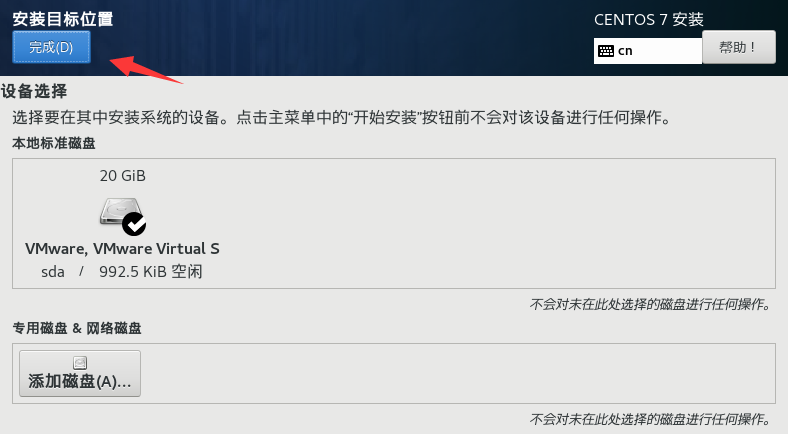 安装目标位置
CENTOS 7 安装
完成(D)
cn
帮助！
设备选择
选择要在其中安装系统的设备。点击主菜单中的“开始安装”按钮前不会对该设备进行任何操作。
本地标准磁盘
20 GiB
VMware, VMware Virtual S
sda / 992.5 KiB 空闲
不会对未在此处选择的磁盘进行任何操作。
专用磁盘 & 网络磁盘
添加磁盘(A)...
不会对未在此处选择的磁盘进行任何操作。